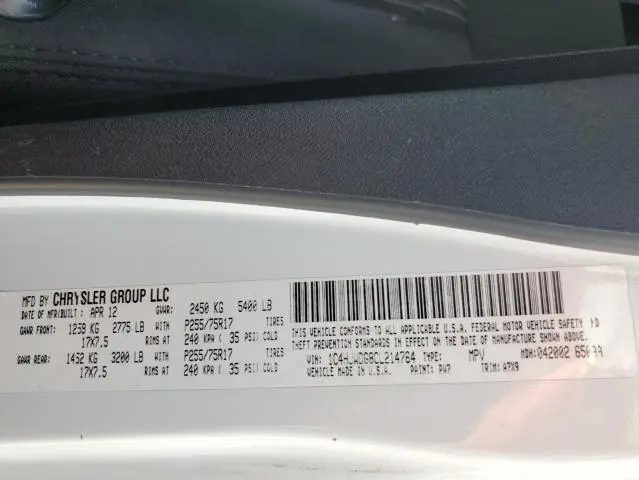 MFD BY CHRYSLER GROUP LLC
DATE OF MFR(BUILT): APR 12 GVWR: 2450 KG 5400 LB
GAWR FRONT: 1259 KG 2775 LB WITH P255/75R17 TIRES
17X7.5 RIMS AT 240 KPA ( 35 PSI) COLD
GAWR REAR: 1452 KG 3200 LB WITH P255/75R17 TIRES
17X7.5 RIMS AT 240 KPA ( 35 PSI) COLD
THIS VEHICLE CONFORMS TO ALL APPLICABLE U.S.A. FEDERAL MOTOR VEHICLE SAFETY
THEFT PREVENTION STANDARDS IN EFFECT ON THE DATE OF MANUFACTURE SHOWN ABOVE.
VIN: TYPE: MPV MDH: 042002
VEHICLE MADE IN U.S.A. PAINT: PW7 TRIM: A7X9